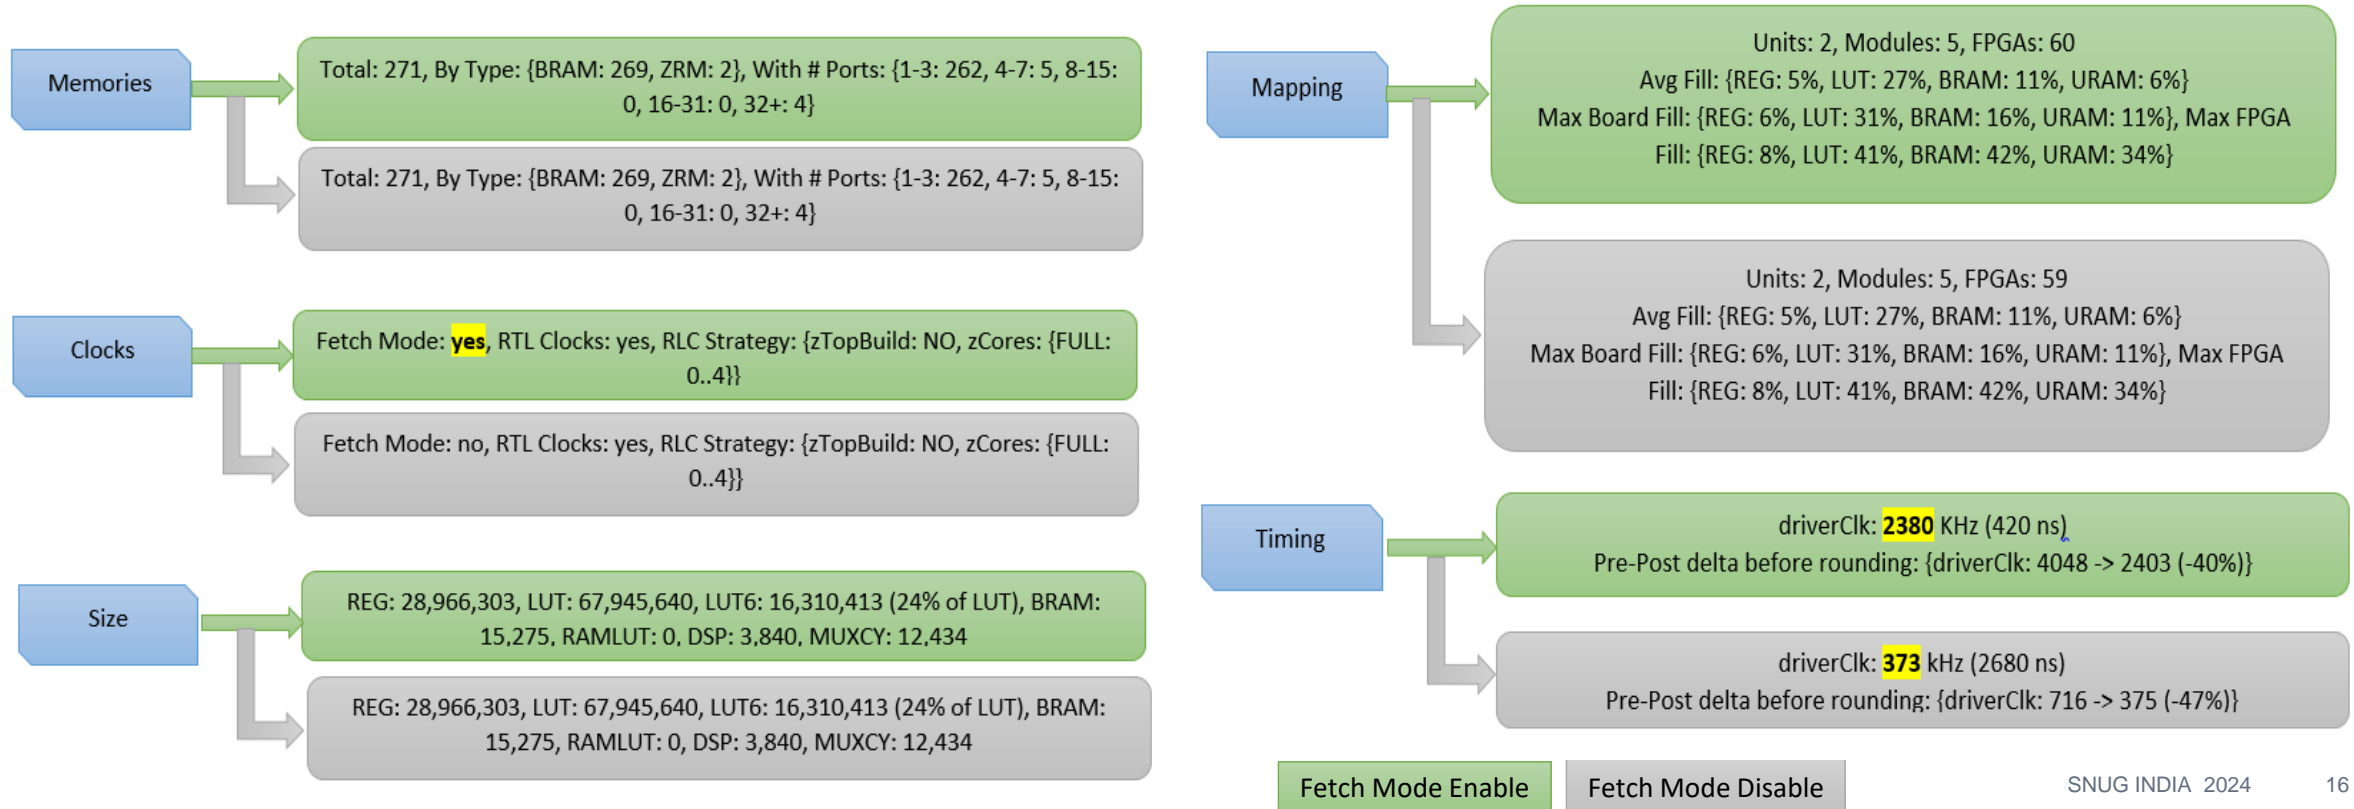 Memories
Total: 271, By Type: {BRAM: 269, ZRM: 2}, With # Ports: {1-3: 262, 4-7: 5, 8-15:
0, 16-31: 0, 32+: 4}
Total: 271, By Type: {BRAM: 269, ZRM: 2}, With # Ports: {1-3: 262, 4-7: 5, 8-15:
0, 16-31: 0, 32+: 4}
Clocks
Fetch Mode: yes, RTL Clocks: yes, RLC Strategy: {zTopBuild: NO, zCores: {FULL:
0..4}}
Fetch Mode: no, RTL Clocks: yes, RLC Strategy: {zTopBuild: NO, zCores: {FULL:
0..4}}
Size
REG: 28,966,303, LUT: 67,945,640, LUT6: 16,310,413 (24% of LUT), BRAM:
15,275, RAMLUT: 0, DSP: 3,840, MUXCY: 12,434
REG: 28,966,303, LUT: 67,945,640, LUT6: 16,310,413 (24% of LUT), BRAM:
15,275, RAMLUT: 0, DSP: 3,840, MUXCY: 12,434
Mapping
Units: 2, Modules: 5, FPGAs: 60
Avg Fill: {REG: 5%, LUT: 27%, BRAM: 11%, URAM: 6%}
Max Board Fill: {REG: 6%, LUT: 31%, BRAM: 16%, URAM: 11%}, Max FPGA
Fill: {REG: 8%, LUT: 41%, BRAM: 42%, URAM: 34%}
Units: 2, Modules: 5, FPGAs: 59
Avg Fill: {REG: 5%, LUT: 27%, BRAM: 11%, URAM: 6%}
Max Board Fill: {REG: 6%, LUT: 31%, BRAM: 16%, URAM: 11%}, Max FPGA
Fill: {REG: 8%, LUT: 41%, BRAM: 42%, URAM: 34%}
Timing
driverClk: 2380 KHz (420 ns)
Pre-Post delta before rounding: {driverClk: 4048 -> 2403 (-40%)}
driverClk: 373 kHz (2680 ns)
Pre-Post delta before rounding: {driverClk: 716 -> 375 (-47%)}
Fetch Mode Enable
Fetch Mode Disable
SNUG INDIA 2024
16